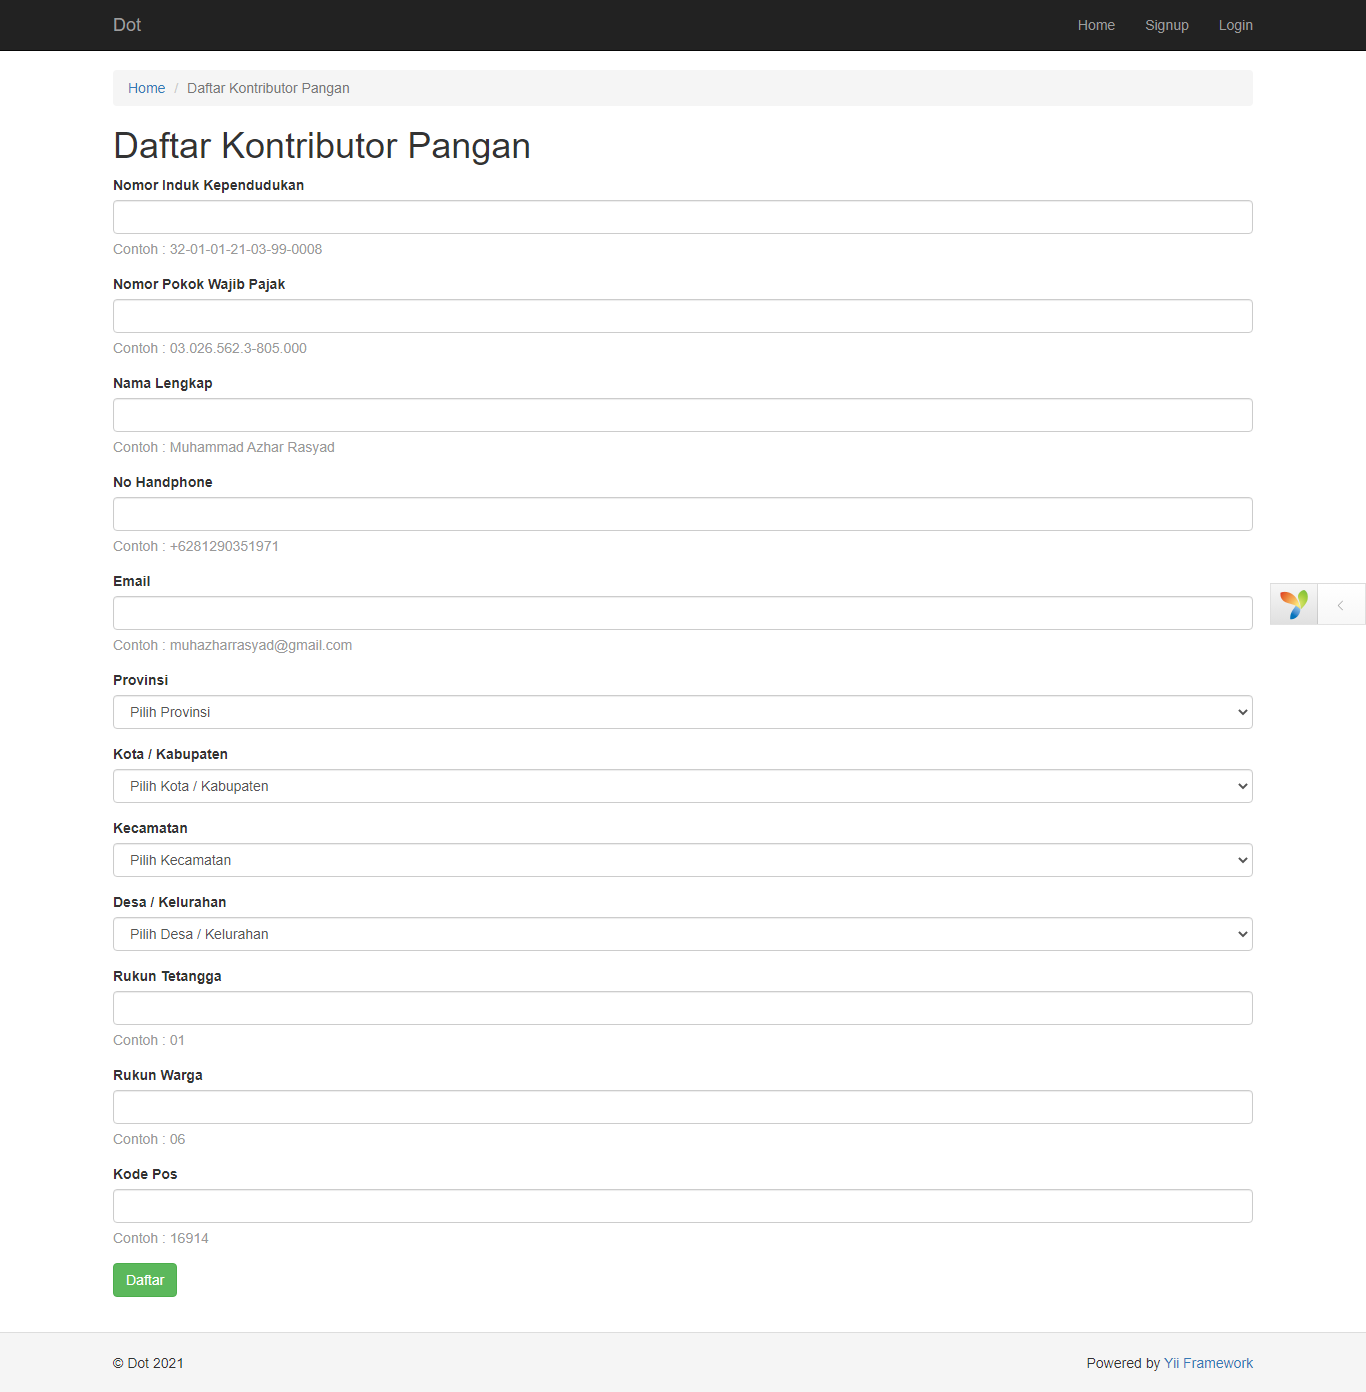 Dot Home Signup Login
Home / Daftar Kontributor Pangan
Daftar Kontributor Pangan
Nomor Induk Kependudukan
Contoh : 32-01-01-21-03-99-0008
Nomor Pokok Wajib Pajak
Contoh : 03.026.562.3-805.000
Nama Lengkap
Contoh : Muhammad Azhar Rasyad
No Handphone
Contoh : +6281290351971
Email
Contoh : muhazharrasyad@gmail.com
Provinsi
Pilih Provinsi
Kota / Kabupaten
Pilih Kota / Kabupaten
Kecamatan
Pilih Kecamatan
Desa / Kelurahan
Pilih Desa / Kelurahan
Rukun Tetangga
Contoh : 01
Rukun Warga
Contoh : 06
Kode Pos
Contoh : 16914
Daftar
© Dot 2021 Powered by Yii Framework